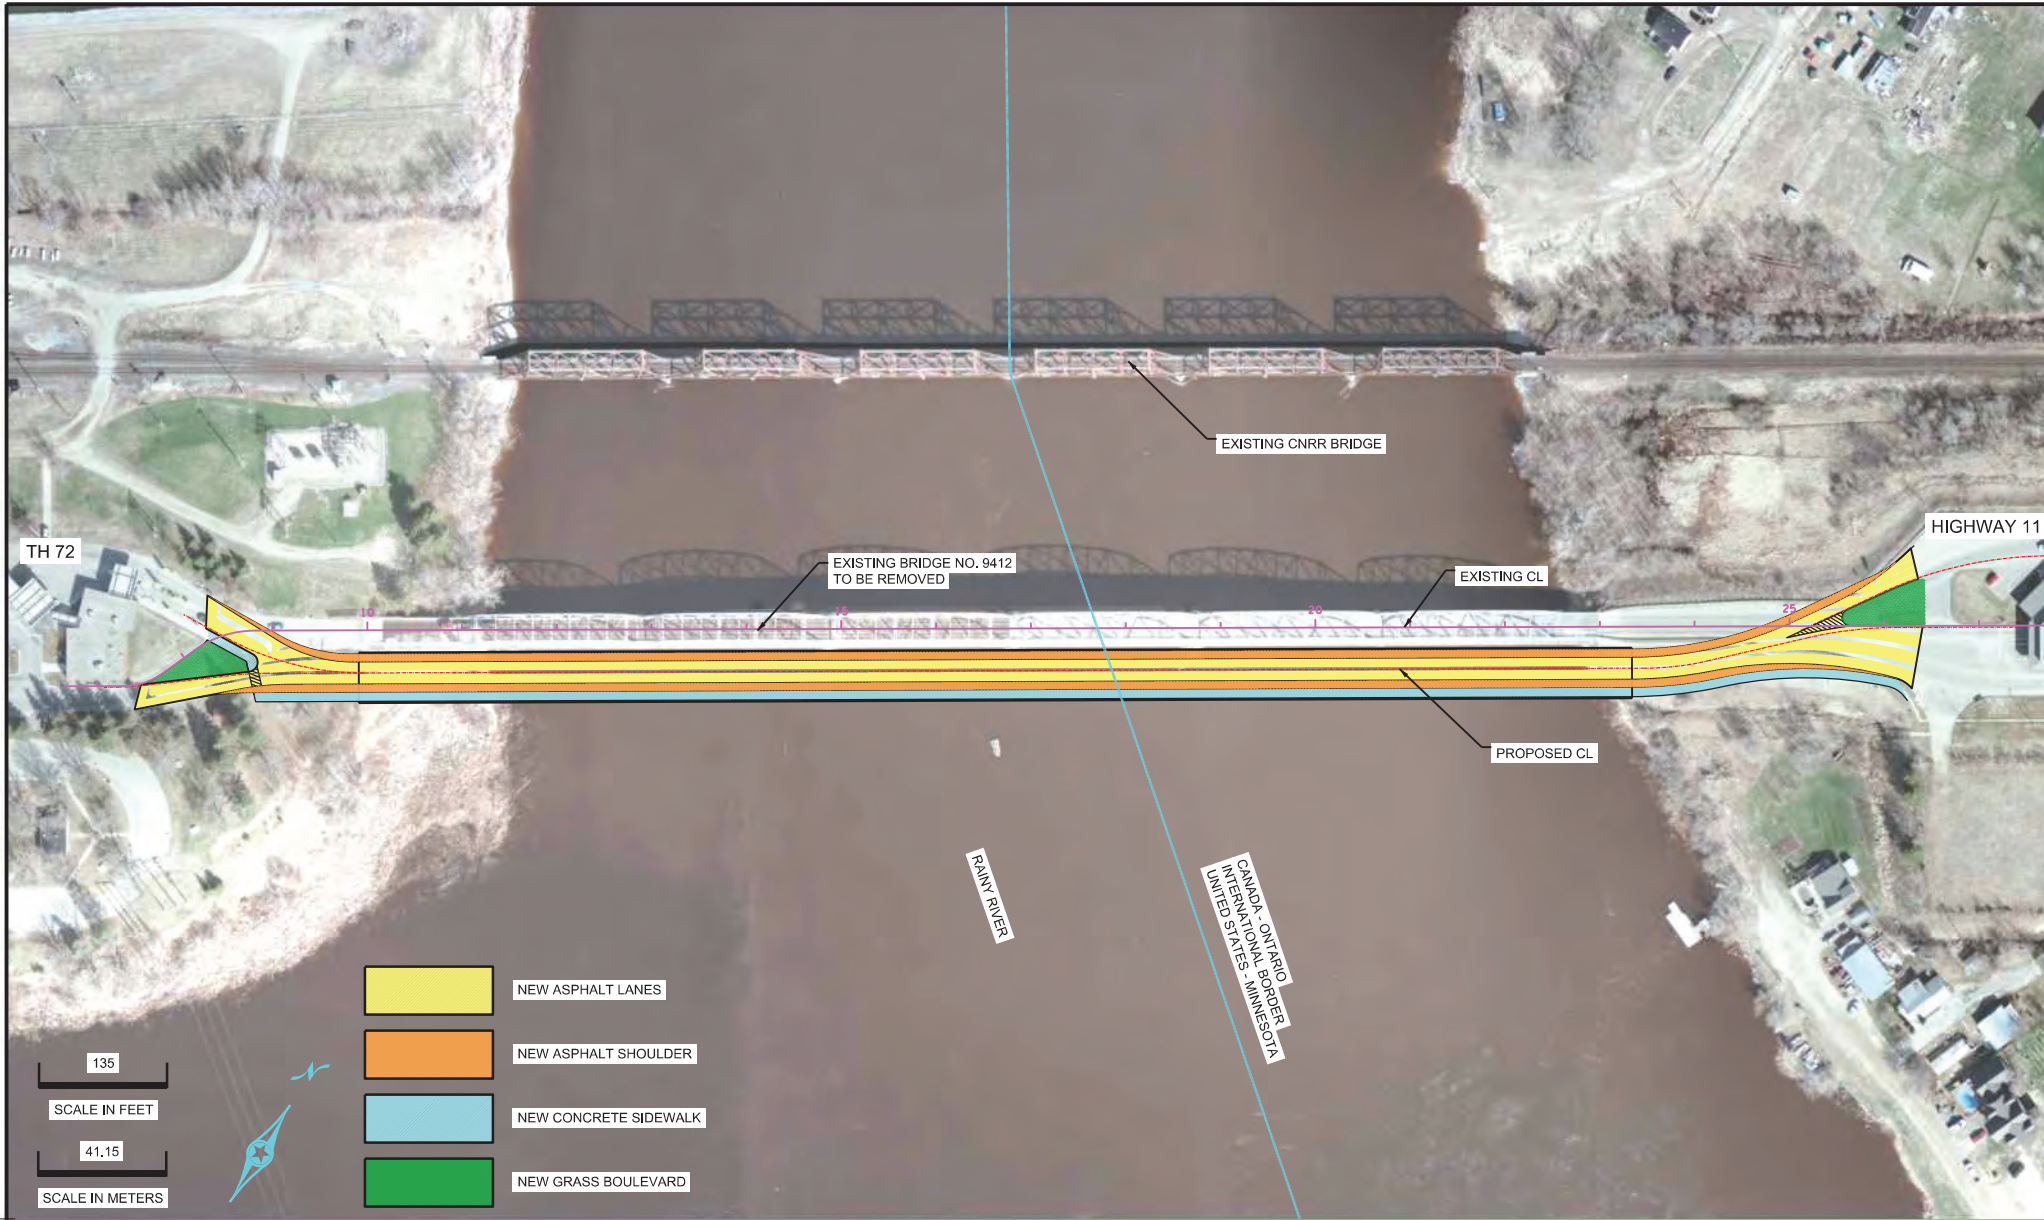 EXISTING CNRR BRIDGE
HIGHWAY 11
TH 72
EXISTING BRIDGE NO. 9412
TO BE REMOVED
EXISTING CL
10
15
20
25
PROPOSED CL
RAINY RIVER
CANADA - ONTARIO
INTERNATIONAL BORDER
UNITED STATES - MINNESOTA
NEW ASPHALT LANES
NEW ASPHALT SHOULDER
NEW CONCRETE SIDEWALK
NEW GRASS BOULEVARD
135
SCALE IN FEET
41.15
SCALE IN METERS
N